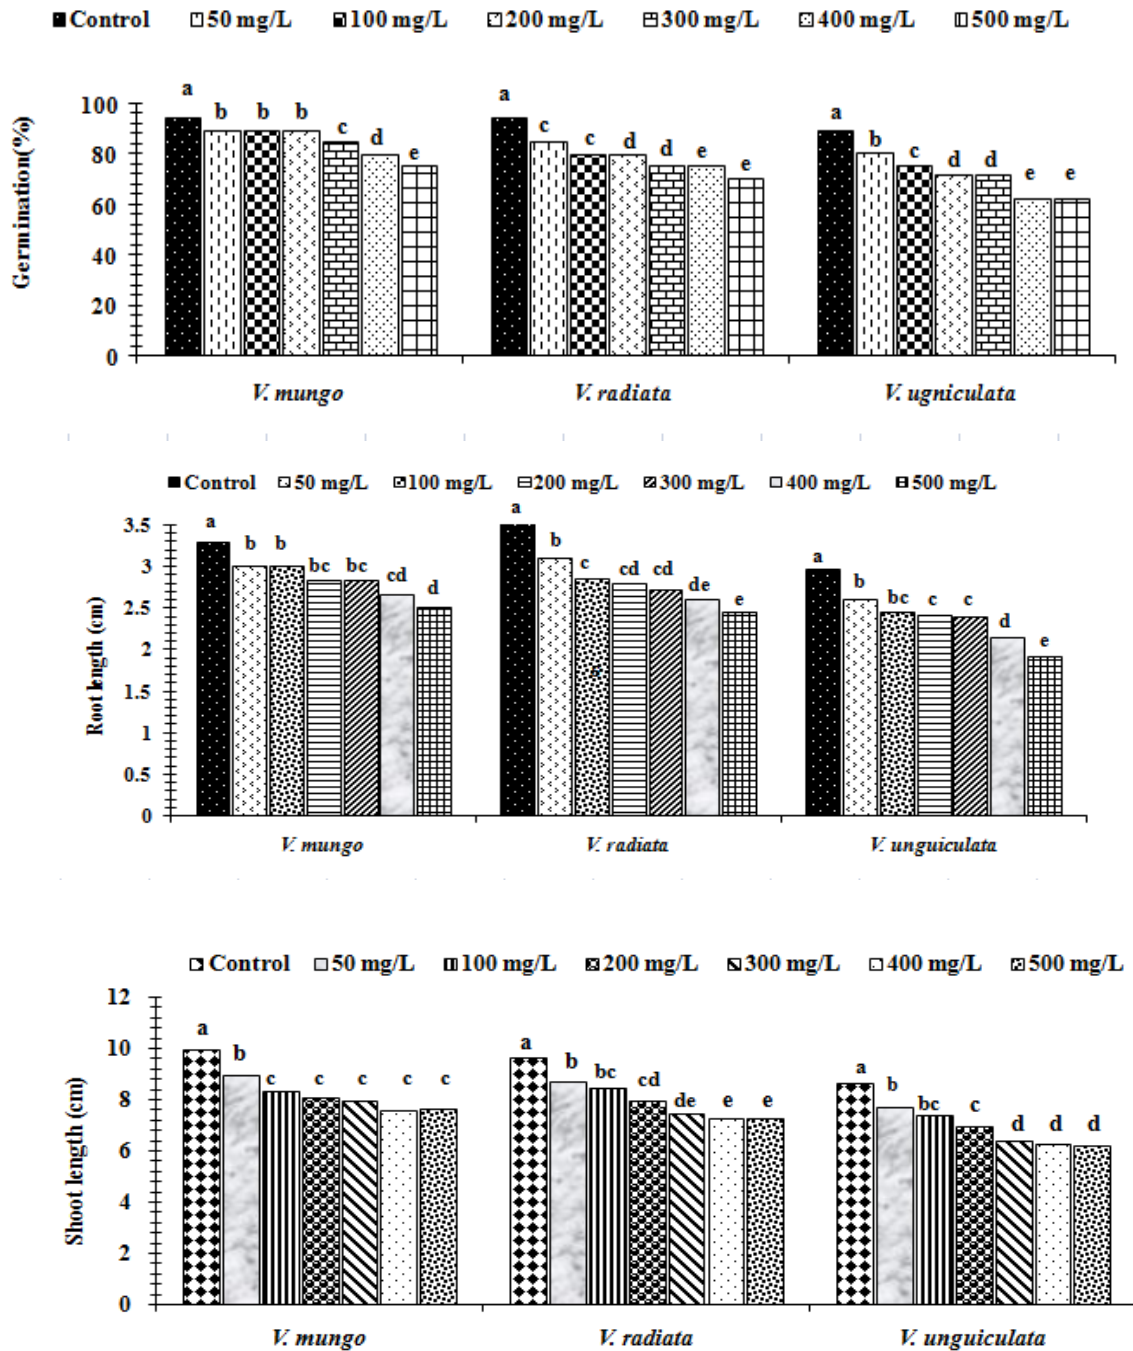 Control 50 mg/L 100 mg/L 200 mg/L 300 mg/L 400 mg/L 500 mg/L
a b b b c d e
a c c d d e e
a b c d d e e
Germination(%)
100
80
60
40
20
0
V. mungo V. radiata V. ugniculata
Control 50 mg/L 100 mg/L 200 mg/L 300 mg/L 400 mg/L 500 mg/L
a b b bc bc cd d
a b c cd cd de e
a b bc c c d e
Root length (cm)
3.5
3
2.5
2
1.5
1
0.5
0
V. mungo V. radiata V. unguiculata
Control 50 mg/L 100 mg/L 200 mg/L 300 mg/L 400 mg/L 500 mg/L
a b c c c c c
a b bc cd de e e
a b bc c d d d
Shoot length (cm)
12
10
8
6
4
2
0
V. mungo V. radiata V. unguiculata